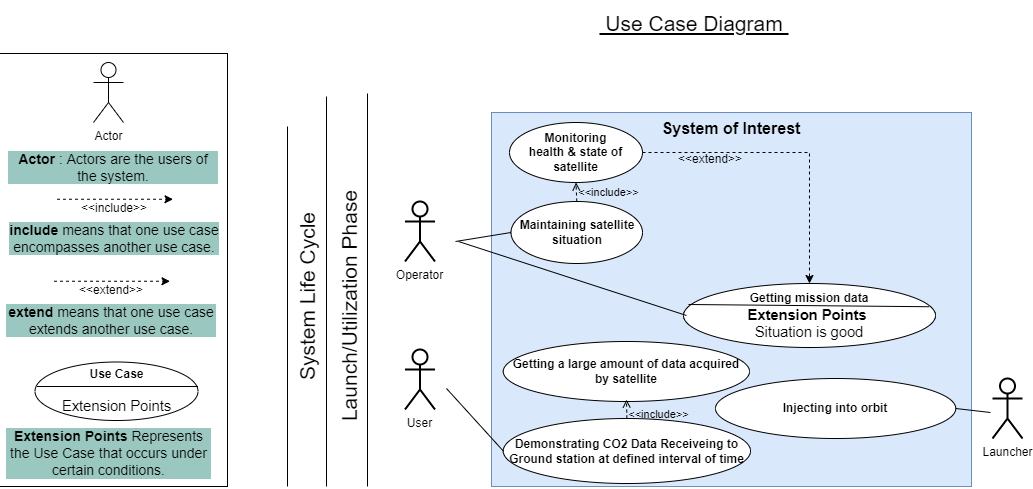 Use Case Diagram
Actor
Actor : Actors are the users of
the system.
<<include>>
include means that one use case
encompasses another use case.
<<extend>>
extend means that one use case
extends another use case.
Use Case
Extension Points
Extension Points Represents
the Use Case that occurs under
certain conditions.
System Life Cycle
Launch/Utilization Phase
System of Interest
Monitoring
health & state of
satellite
<<extend>>
<<include>>
Maintaining satellite
situation
Operator
Getting mission data
Extension Points
Situation is good
Getting a large amount of data acquired
by satellite
User
<<include>>
Injecting into orbit
Launcher
Demonstrating CO2 Data Receiveing to
Ground station at defined interval of time